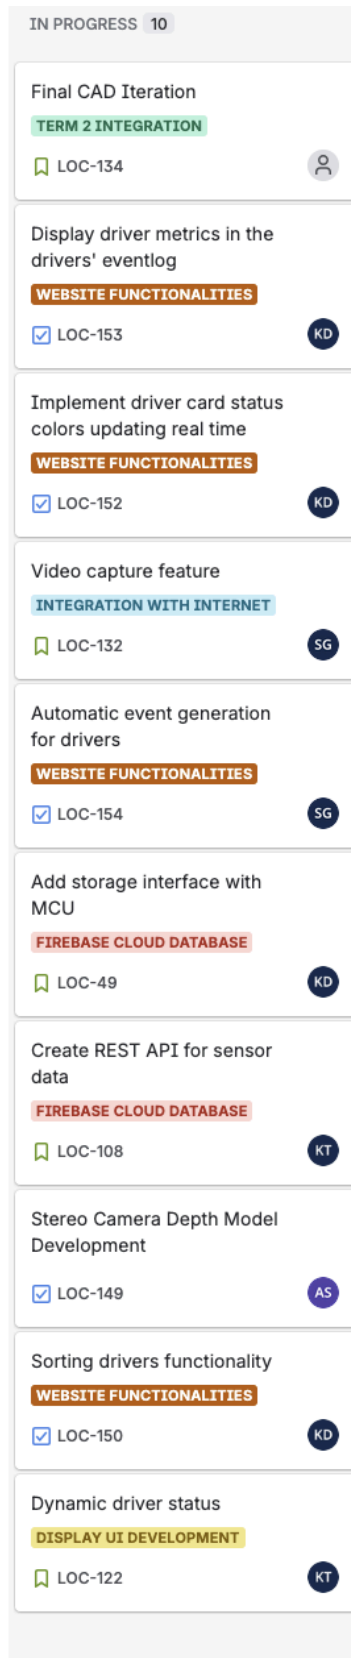 IN PROGRESS 10
Final CAD Iteration
TERM 2 INTEGRATION
LOC-134
Display driver metrics in the
drivers' eventlog
WEBSITE FUNCTIONALITIES
LOC-153 KD
Implement driver card status
colors updating real time
WEBSITE FUNCTIONALITIES
LOC-152 KD
Video capture feature
INTEGRATION WITH INTERNET
LOC-132 SG
Automatic event generation
for drivers
WEBSITE FUNCTIONALITIES
LOC-154 SG
Add storage interface with
MCU
FIREBASE CLOUD DATABASE
LOC-49 KD
Create REST API for sensor
data
FIREBASE CLOUD DATABASE
LOC-108 KT
Stereo Camera Depth Model
Development
LOC-149 AS
Sorting drivers functionality
WEBSITE FUNCTIONALITIES
LOC-150 KD
Dynamic driver status
DISPLAY UI DEVELOPMENT
LOC-122 KT